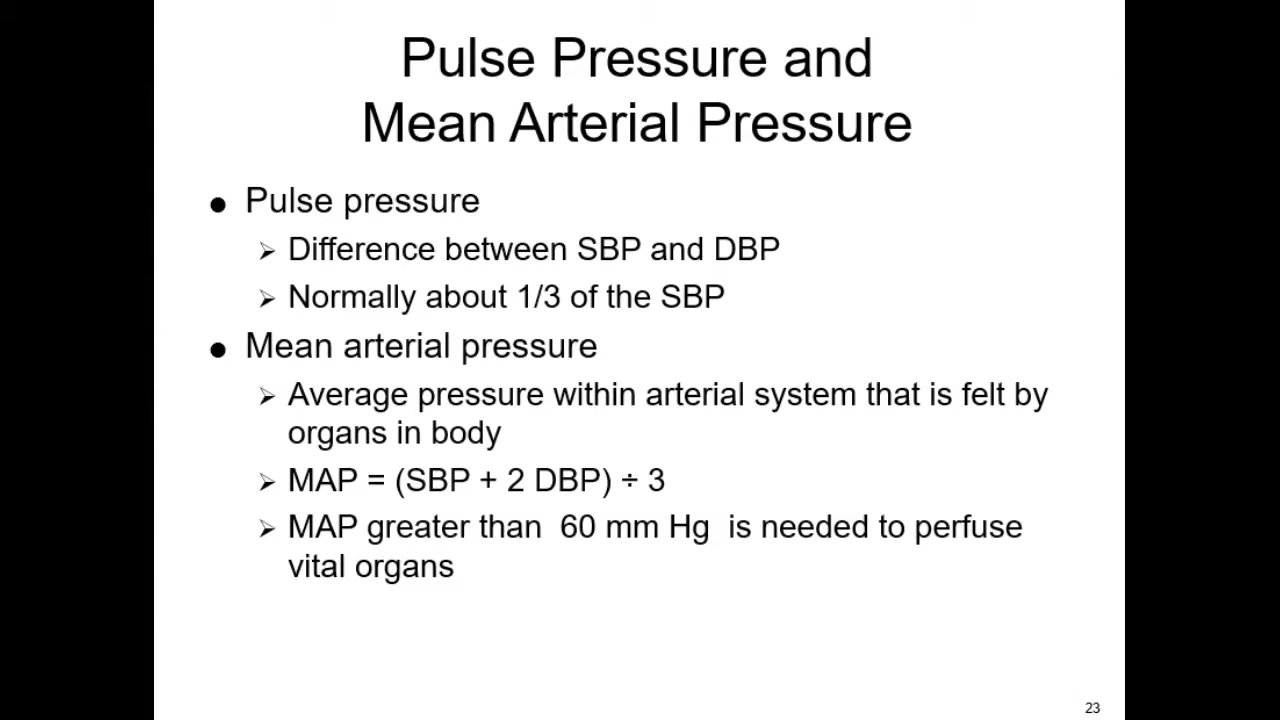 Pulse Pressure and
Mean Arterial Pressure
● Pulse pressure
➢ Difference between SBP and DBP
➢ Normally about 1/3 of the SBP
● Mean arterial pressure
➢ Average pressure within arterial system that is felt by
organs in body
➢ MAP = (SBP + 2 DBP) ÷ 3
➢ MAP greater than  60 mm Hg  is needed to perfuse
vital organs
23